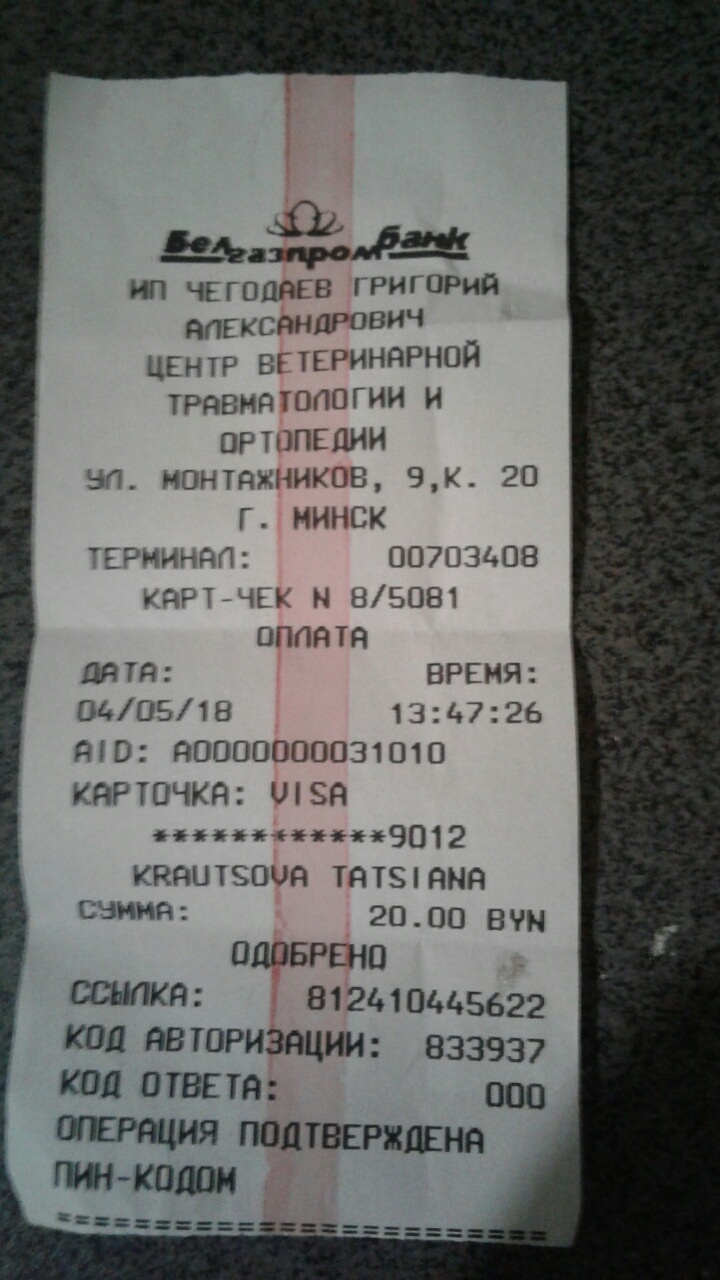 Белгазпромбанк
ИП ЧЕГОДАЕВ ГРИГОРИЙ
АЛЕКСАНДРОВИЧ
ЦЕНТР ВЕТЕРИНАРНОЙ
ТРАВМАТОЛОГИИ И
ОРТОПЕДИИ
УЛ. МОНТАЖНИКОВ, 9,К. 20
Г. МИНСК
ТЕРМИНАЛ: 00703408
КАРТ-ЧЕК N 8/5081
ОПЛАТА
ДАТА: ВРЕМЯ:
04/05/18 13:47:26
AID: A0000000031010
КАРТОЧКА: VISA
************9012
KRAUTSOVA TATSIANA
СУММА: 20.00 BYN
ОДОБРЕНО
ССЫЛКА: 812410445622
КОД АВТОРИЗАЦИИ: 833937
КОД ОТВЕТА: 000
ОПЕРАЦИЯ ПОДТВЕРЖДЕНА
ПИН-КОДОМ
=========================